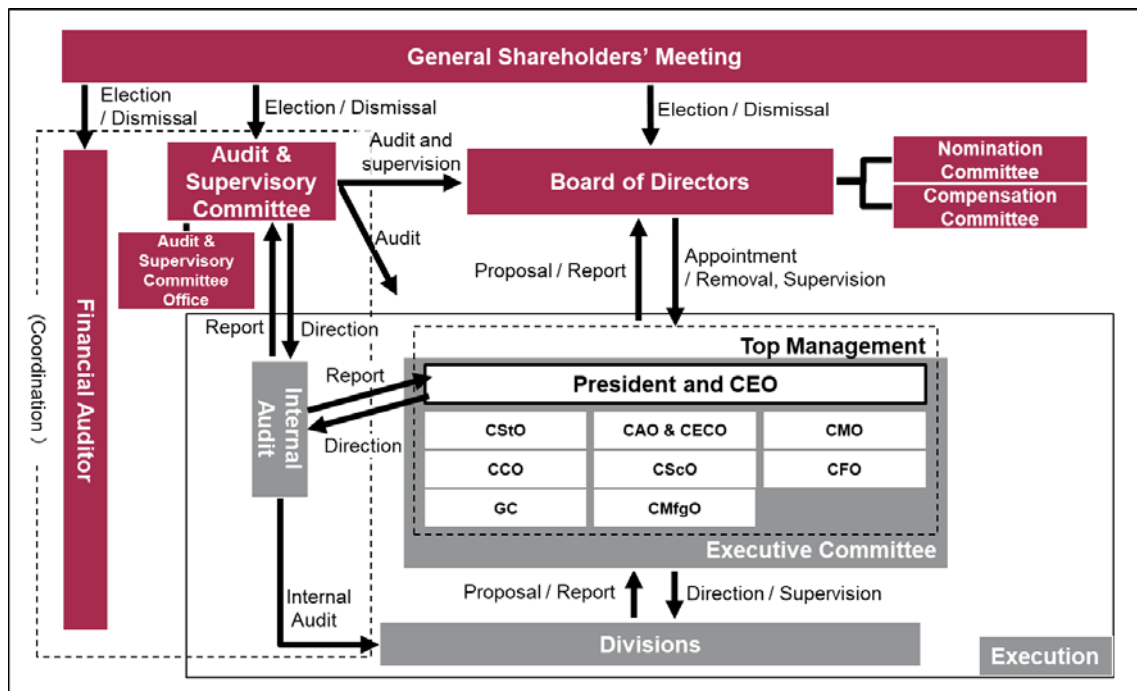 General Shareholders' Meeting
Election
/ Dismissal
Election / Dismissal
Election / Dismissal
Audit and
supervision
Audit &
Supervisory
Committee
Board of Directors
Nomination
Committee
Compensation
Committee
Audit &
Supervisory
Committee
Office
Audit
Proposal / Report
Appointment
/ Removal, Supervision
(Coordination)
Financial Auditor
Report
Direction
Top Management
President and CEO
Internal
Audit
Report
Direction
CStO
CAO & CECO
CMO
CCO
CScO
CFO
GC
CMfgO
Executive Committee
Internal
Audit
Proposal / Report
Direction / Supervision
Divisions
Execution